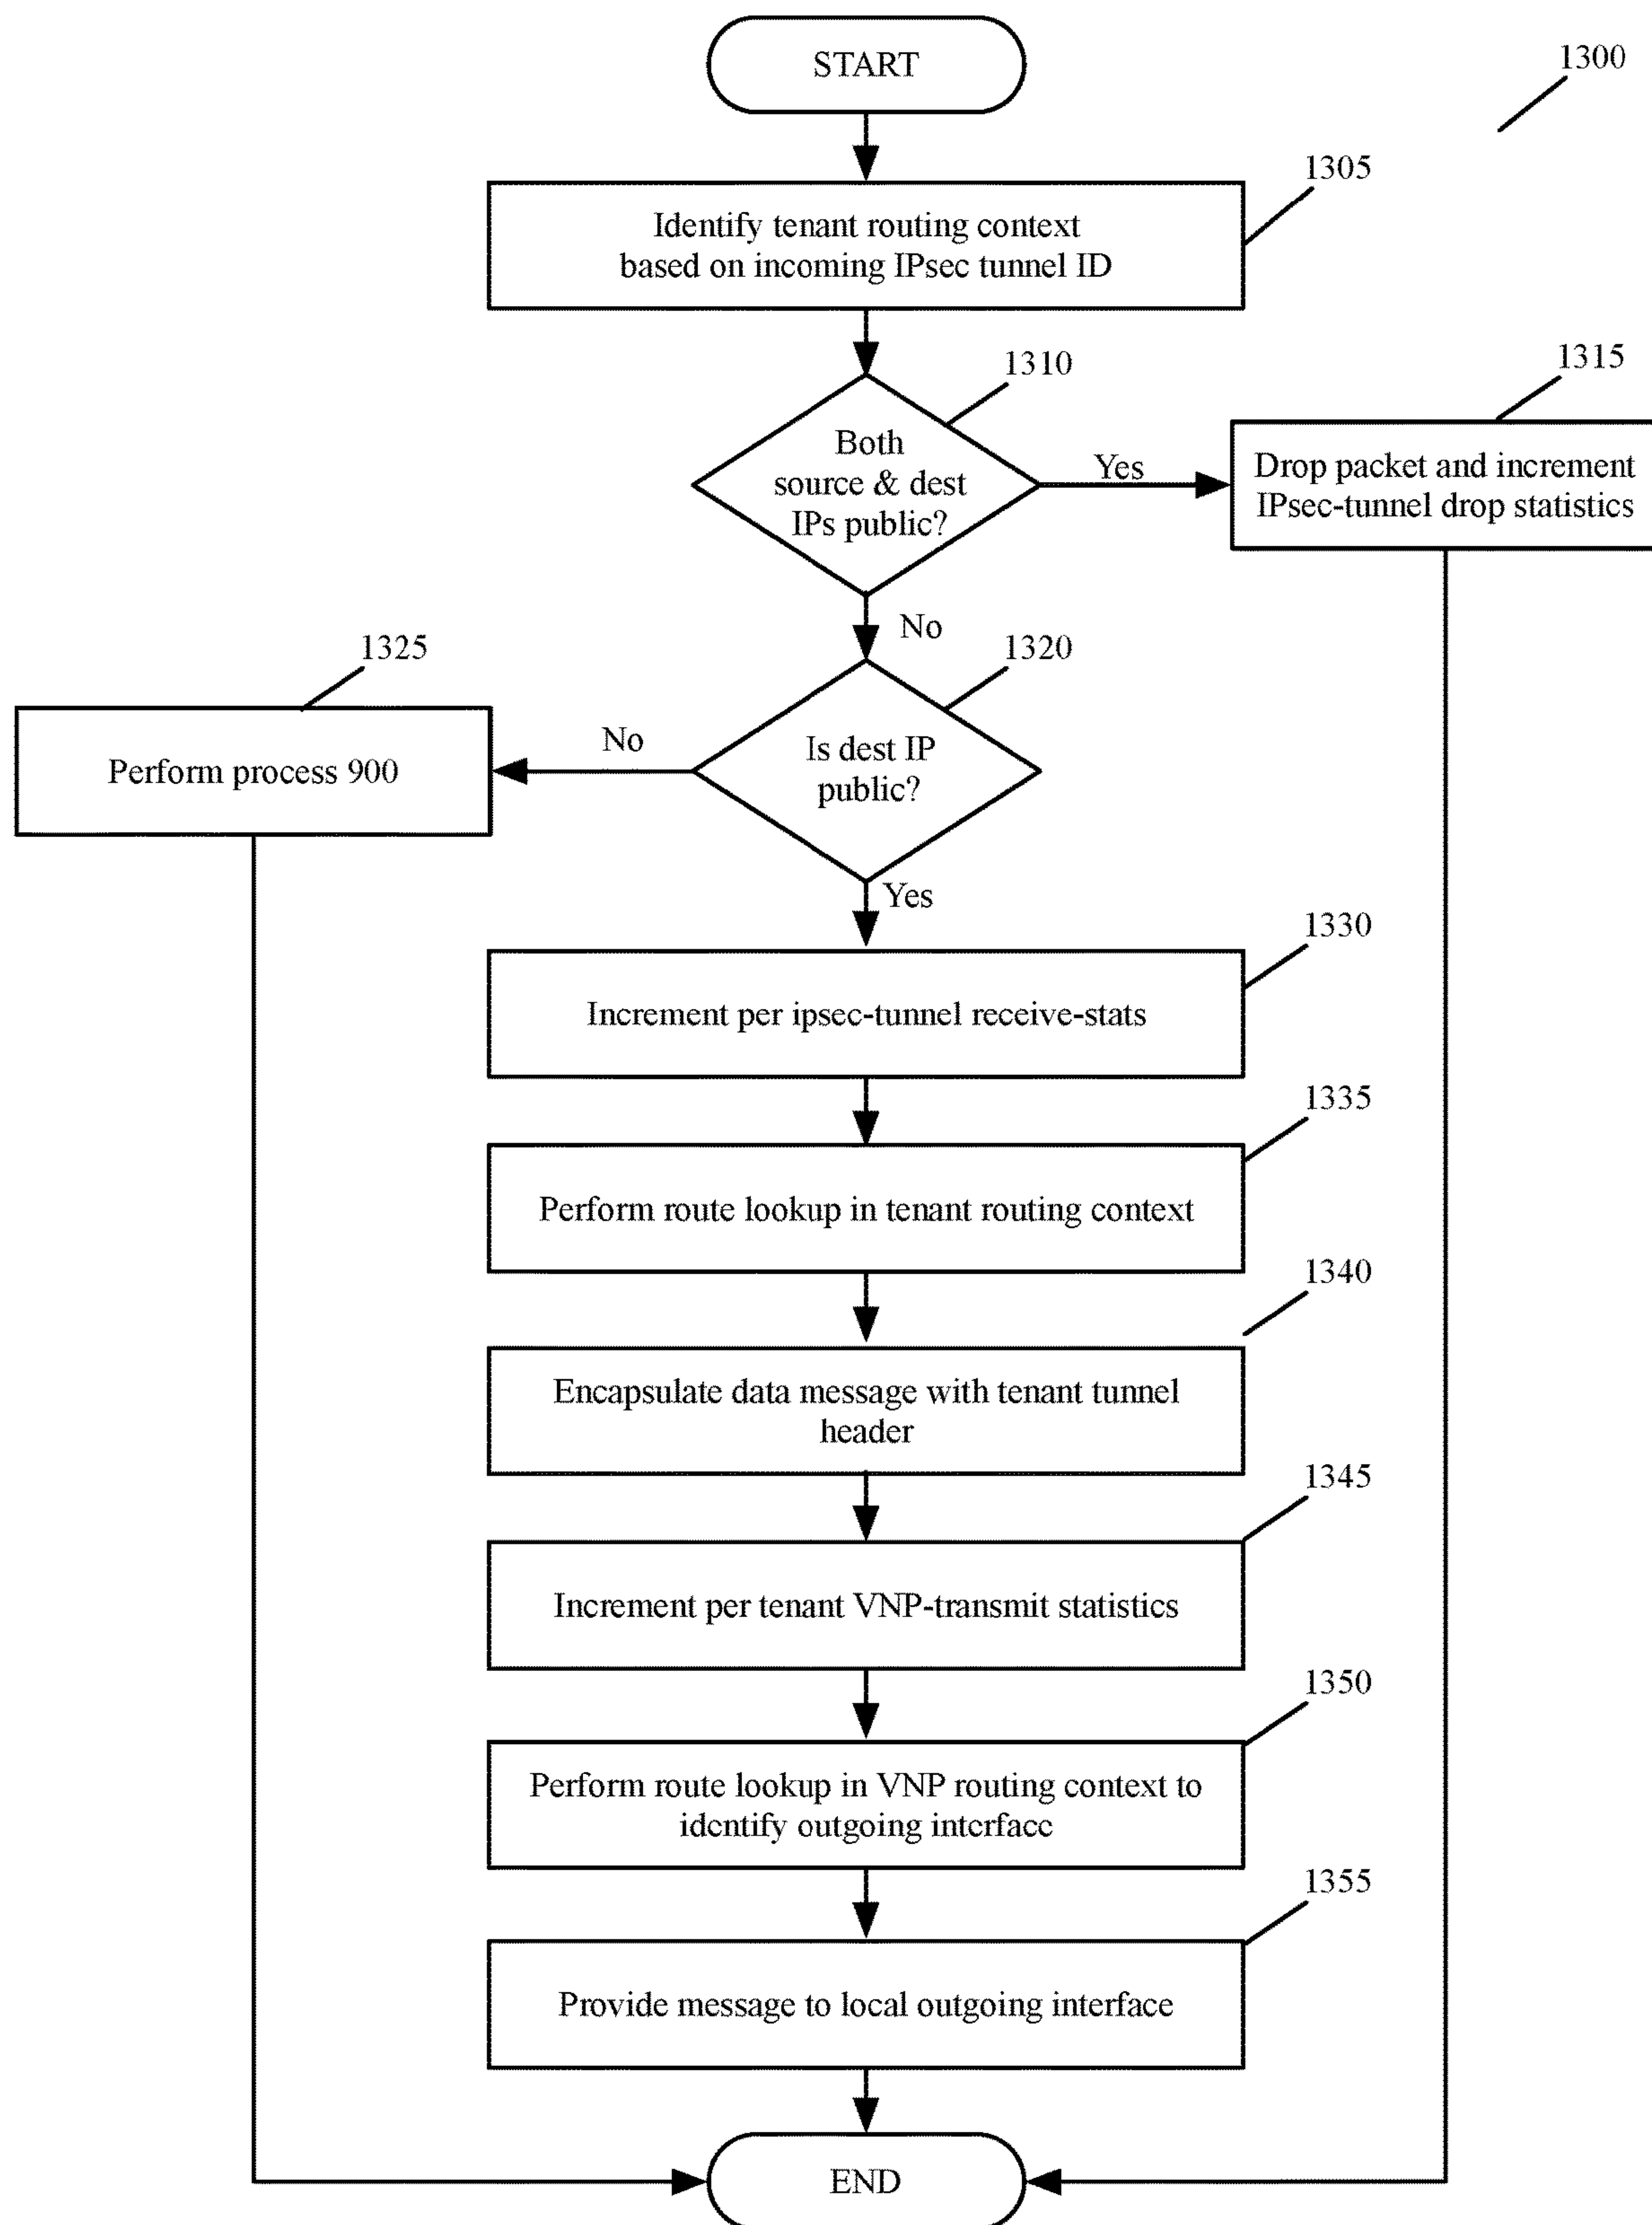 START
1300
1305
Identify tenant routing context
based on incoming IPsec tunnel ID
1310
1315
Both
source & dest
IPs public?
Yes
Drop packet and increment
IPsec-tunnel drop statistics
No
1320
1325
No
Is dest IP
public?
Perform process 900
Yes
1330
Increment per ipsec-tunnel receive-stats
1335
Perform route lookup in tenant routing context
1340
Encapsulate data message with tenant tunnel
header
1345
Increment per tenant VNP-transmit statistics
1350
Perform route lookup in VNP routing context to
identify outgoing interface
1355
Provide message to local outgoing interface
END